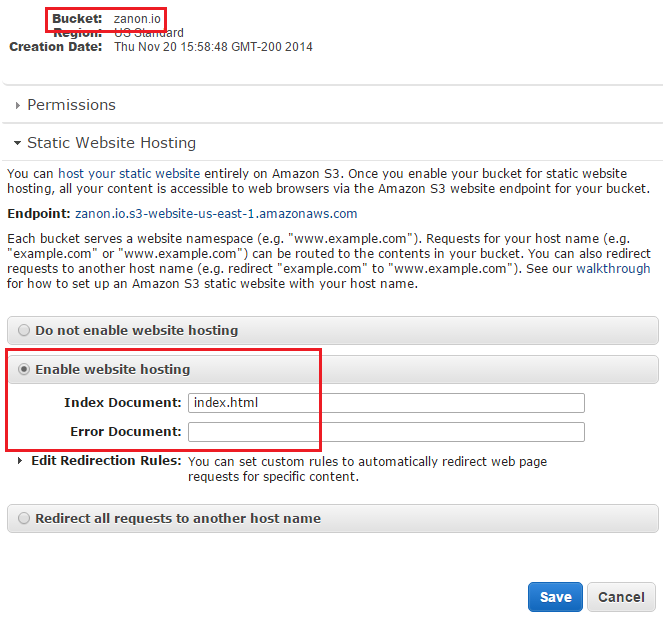 Bucket: zanon.io
Region: US Standard
Creation Date: Thu Nov 20 15:58:48 GMT-200 2014
Permissions
Static Website Hosting
You can host your static website entirely on Amazon S3. Once you enable your bucket for static website
hosting, all your content is accessible to web browsers via the Amazon S3 website endpoint for your bucket.
Endpoint: zanon.io.s3-website-us-east-1.amazonaws.com
Each bucket serves a website namespace (e.g. "www.example.com"). Requests for your host name (e.g.
"example.com" or "www.example.com") can be routed to the contents in your bucket. You can also redirect
requests to another host name (e.g. redirect "example.com" to "www.example.com"). See our walkthrough
for how to set up an Amazon S3 static website with your host name.
Do not enable website hosting
Enable website hosting
Index Document: index.html
Error Document:
Edit Redirection Rules: You can set custom rules to automatically redirect web page
requests for specific content.
Redirect all requests to another host name
Save Cancel